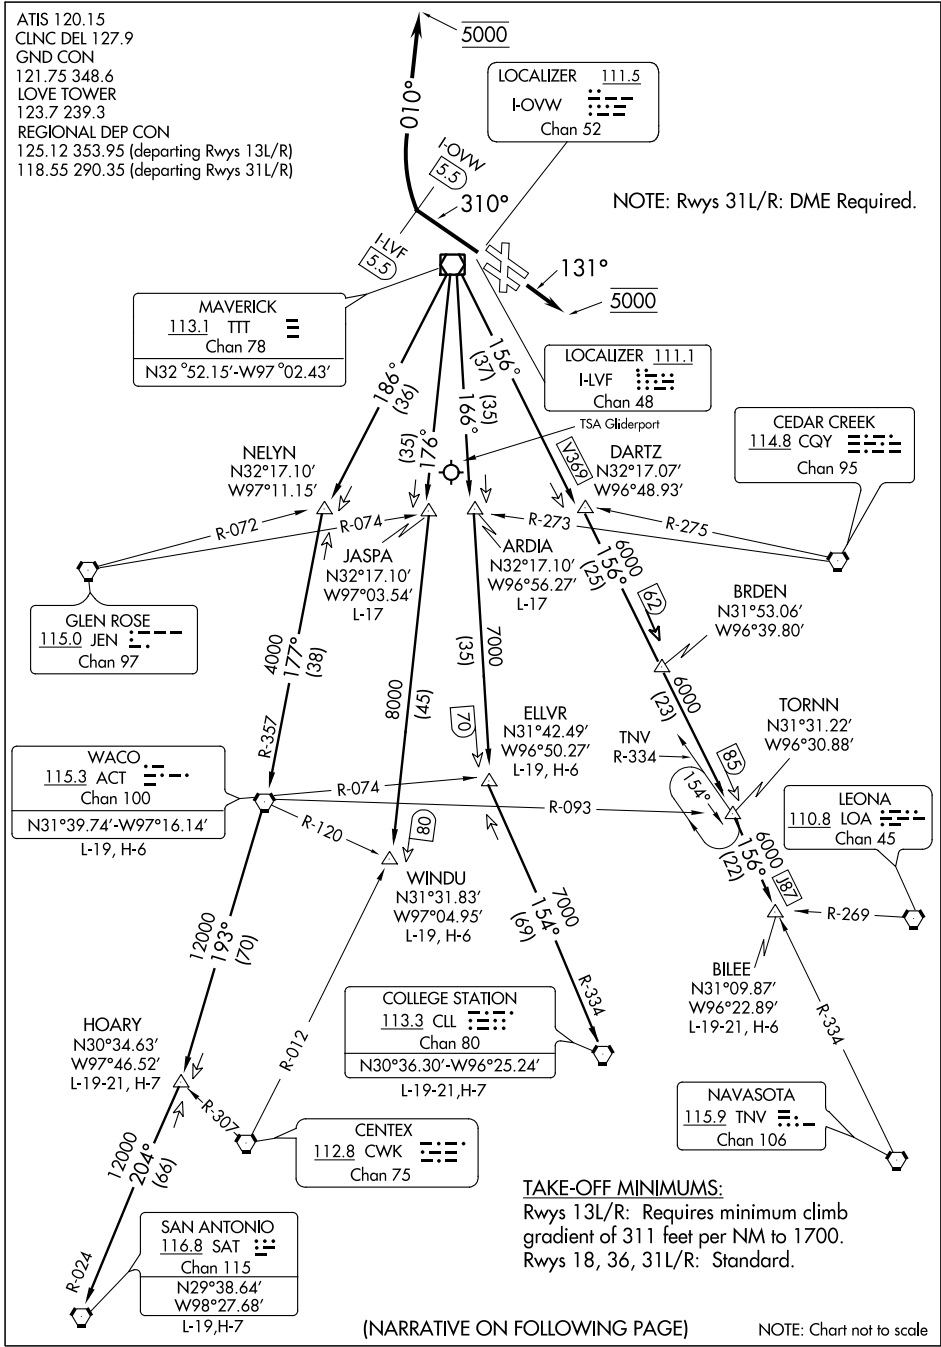 ATIS 120.15
CLNC DEL 127.9
GND CON
121.75 348.6
LOVE TOWER
123.7 239.3
REGIONAL DEP CON
125.12 353.95 (departing Rwys 13L/R)
118.55 290.35 (departing Rwys 31L/R)
5000
010°
LOCALIZER 111.5
I-OVW
Chan 52
I-OVW
5.5
310°
I-LVF
5.5
NOTE: Rwys 31L/R: DME Required.
131°
5000
MAVERICK
113.1 TTT
Chan 78
N32°52.15'-W97°02.43'
LOCALIZER 111.1
I-LVF
Chan 48
186°
(36)
(35)
176°
(35)
166°
156°
(37)
TSA Gliderport
V369
CEDAR CREEK
114.8 CQY
Chan 95
NELYN
N32°17.10'
W97°11.15'
DARTZ
N32°17.07'
W96°48.93'
R-072
R-074
R-273
R-275
JASPA
N32°17.10'
W97°03.54'
L-17
ARDIA
N32°17.10'
W96°56.27'
L-17
6000
156°
(25)
62
BRDEN
N31°53.06'
W96°39.80'
GLEN ROSE
115.0 JEN
Chan 97
4000
177°
(38)
R-357
8000
(45)
7000
(35)
70
ELLVR
N31°42.49'
W96°50.27'
L-19, H-6
6000
(23)
TNV
R-334
85
TORNN
N31°31.22'
W96°30.88'
WACO
115.3 ACT
Chan 100
N31°39.74'-W97°16.14'
L-19, H-6
R-074
R-093
R-120
154°
LEONA
110.8 LOA
Chan 45
80
WINDU
N31°31.83'
W97°04.95'
L-19, H-6
6000
156°
(22)
J87
R-269
12000
193°
(70)
7000
154°
(69)
R-334
BILEE
N31°09.87'
W96°22.89'
L-19-21, H-6
R-334
R-012
COLLEGE STATION
113.3 CLL
Chan 80
N30°36.30'-W96°25.24'
L-19-21,H-7
HOARY
N30°34.63'
W97°46.52'
L-19-21, H-7
R-307
NAVASOTA
115.9 TNV
Chan 106
CENTEX
112.8 CWK
Chan 75
12000
204°
(66)
R-024
SAN ANTONIO
116.8 SAT
Chan 115
N29°38.64'
W98°27.68'
L-19,H-7
TAKE-OFF MINIMUMS:
Rwys 13L/R: Requires minimum climb
gradient of 311 feet per NM to 1700.
Rwys 18, 36, 31L/R: Standard.
(NARRATIVE ON FOLLOWING PAGE)
NOTE: Chart not to scale